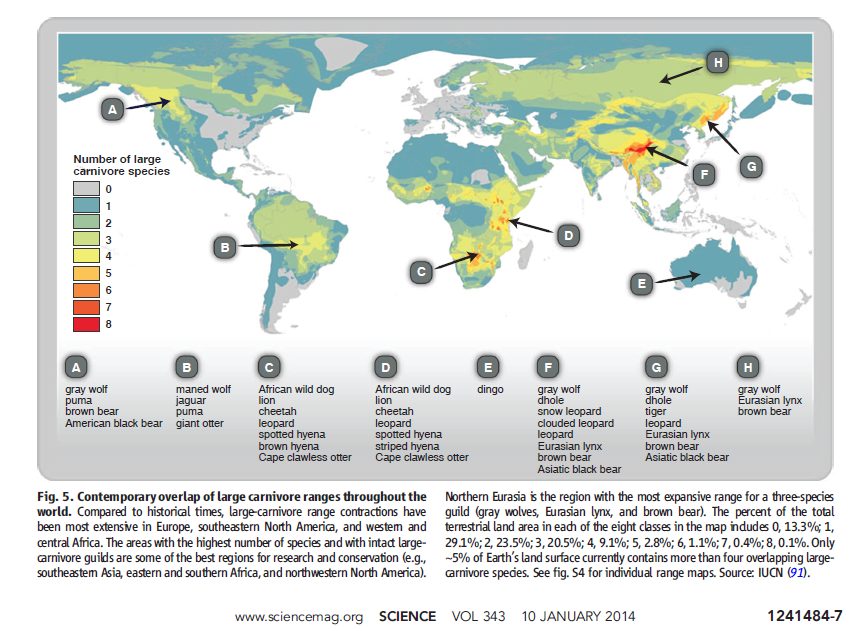 H
A
G
F
Number of large
carnivore species
0
1
2
3
4
5
6
7
8
B
D
C
E
A
gray wolf
puma
brown bear
American black bear
B
maned wolf
jaguar
puma
giant otter
C
African wild dog
lion
cheetah
leopard
spotted hyena
brown hyena
Cape clawless otter
D
African wild dog
lion
cheetah
leopard
spotted hyena
striped hyena
Cape clawless otter
E
dingo
F
gray wolf
dhole
snow leopard
clouded leopard
leopard
Eurasian lynx
brown bear
Asiatic black bear
G
gray wolf
dhole
tiger
leopard
Eurasian lynx
brown bear
Asiatic black bear
H
gray wolf
Eurasian lynx
brown bear
Fig. 5. Contemporary overlap of large carnivore ranges throughout the
world. Compared to historical times, large-carnivore range contractions have
been most extensive in Europe, southeastern North America, and western and
central Africa. The areas with the highest number of species and with intact large-
carnivore guilds are some of the best regions for research and conservation (e.g.,
southeastern Asia, eastern and southern Africa, and northwestern North America).
Northern Eurasia is the region with the most expansive range for a three-species
guild (gray wolves, Eurasian lynx, and brown bear). The percent of the total
terrestrial land area in each of the eight classes in the map includes 0, 13.3%; 1,
29.1%; 2, 23.5%; 3, 20.5%; 4, 9.1%; 5, 2.8%; 6, 1.1%; 7, 0.4%; 8, 0.1%. Only
~5% of Earth's land surface currently contains more than four overlapping large-
carnivore species. See fig. S4 for individual range maps. Source: IUCN (91).
www.sciencemag.org SCIENCE VOL 343 10 JANUARY 2014 1241484-7